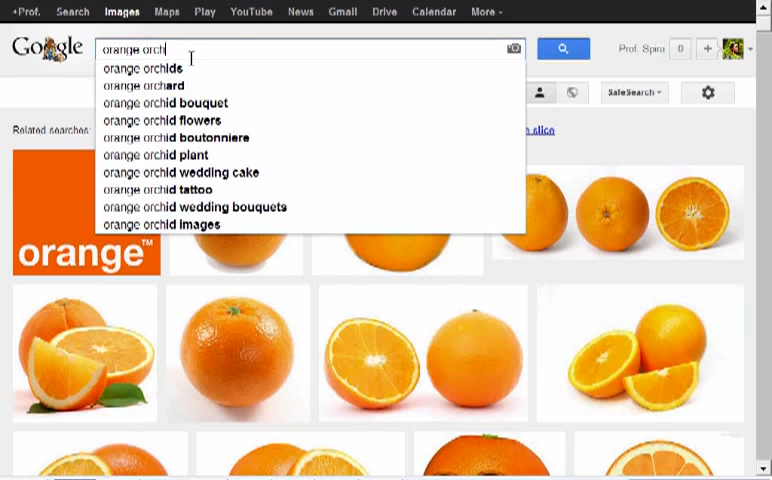 +Prof. Search Images Maps Play YouTube News Gmail Drive Calendar More
Google orange orch Prof. Spira 0 +
orange orchids
orange orchard
orange orchid bouquet
orange orchid flowers
orange orchid boutonniere
orange orchid plant
orange orchid wedding cake
orange orchid tattoo
orange orchid wedding bouquets
orange orchid images
SafeSearch
Related searches: slice
orange™